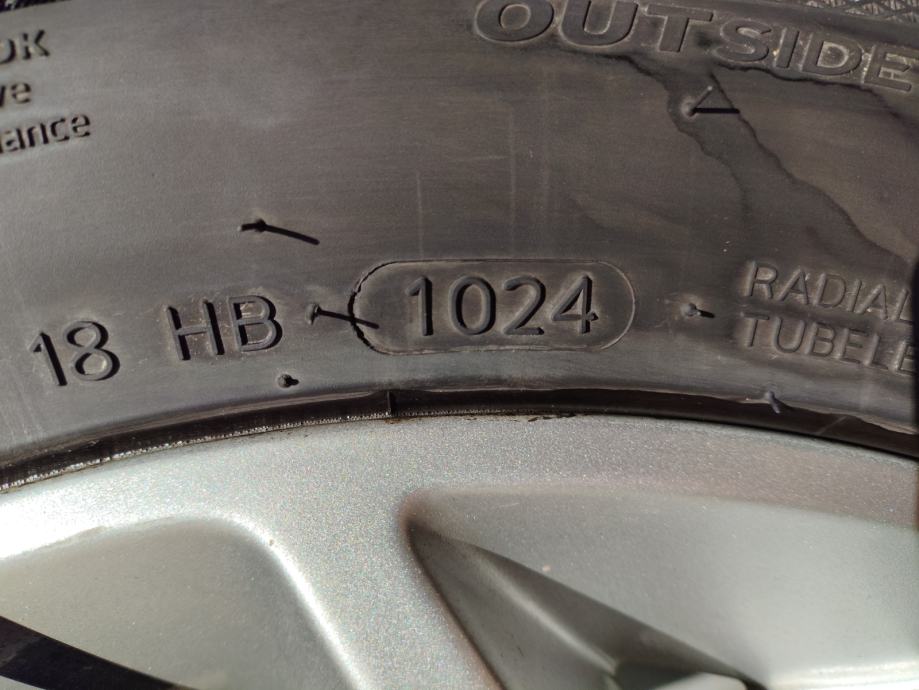 OUTSIDE
18 HB 1024
RADIAL